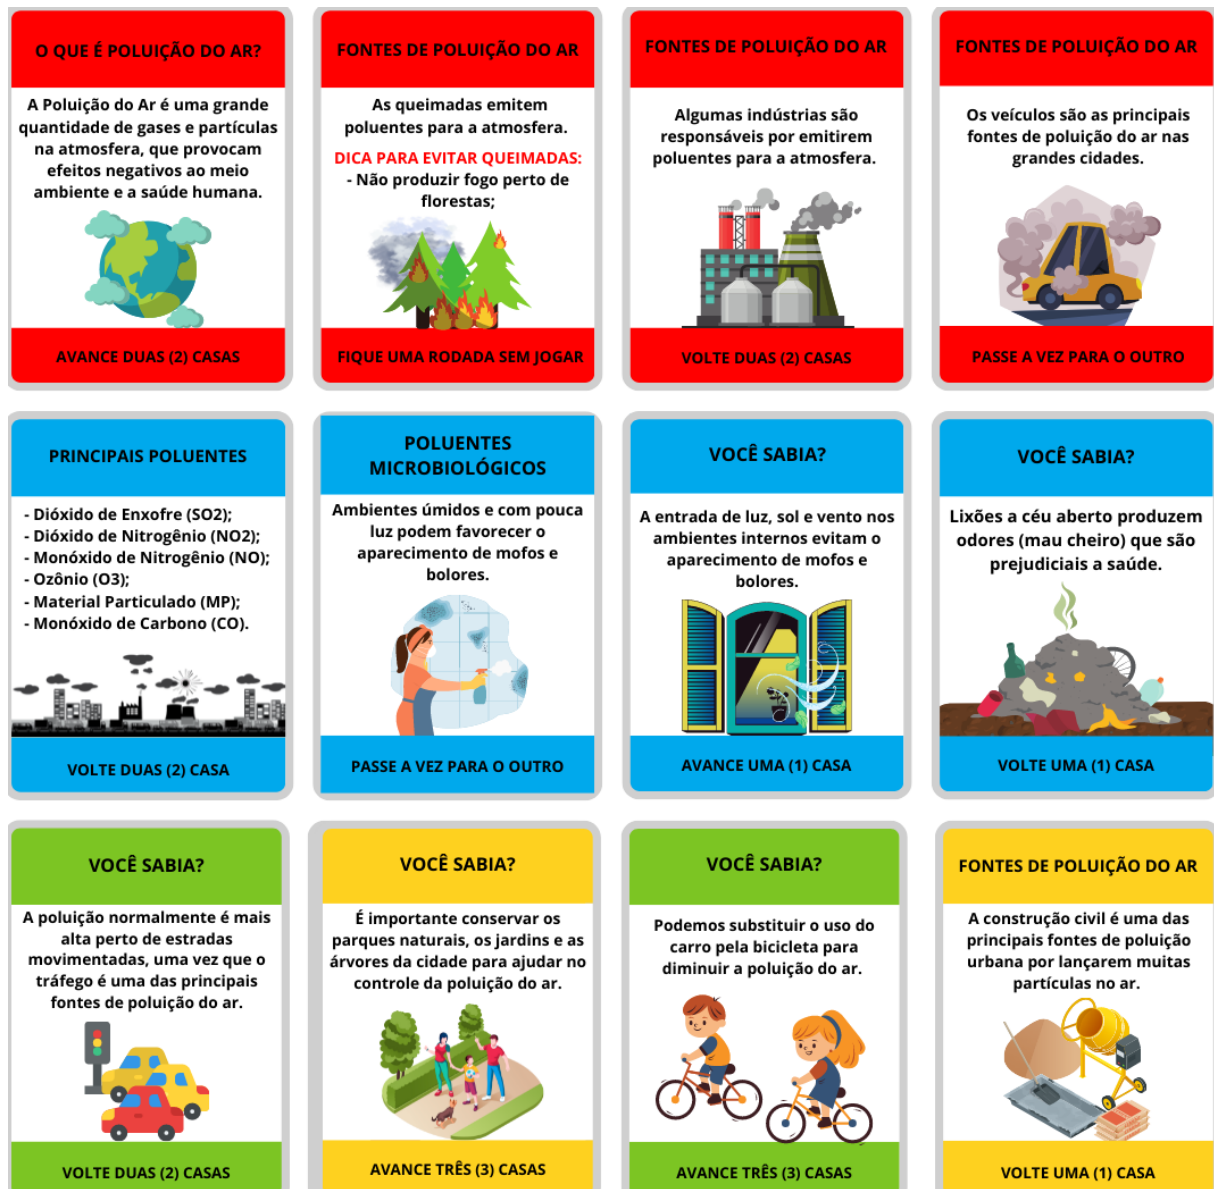 O QUE É POLUIÇÃO DO AR?
A Poluição do Ar é uma grande
quantidade de gases e partículas
na atmosfera, que provocam
efeitos negativos ao meio
ambiente e a saúde humana.
AVANCE DUAS (2) CASAS
FONTES DE POLUIÇÃO DO AR
As queimadas emitem
poluentes para a atmosfera.
DICA PARA EVITAR QUEIMADAS:
- Não produzir fogo perto de
florestas;
FIQUE UMA RODADA SEM JOGAR
FONTES DE POLUIÇÃO DO AR
Algumas indústrias são
responsáveis por emitirem
poluentes para a atmosfera.
VOLTE DUAS (2) CASAS
FONTES DE POLUIÇÃO DO AR
Os veículos são as principais
fontes de poluição do ar nas
grandes cidades.
PASSE A VEZ PARA O OUTRO
PRINCIPAIS POLUENTES
- Dióxido de Enxofre (SO2);
- Dióxido de Nitrogênio (NO2);
- Monóxido de Nitrogênio (NO);
- Ozônio (O3);
- Material Particulado (MP);
- Monóxido de Carbono (CO).
VOLTE DUAS (2) CASA
POLUENTES
MICROBIOLÓGICOS
Ambientes úmidos e com pouca
luz podem favorecer o
aparecimento de mofos e
bolores.
PASSE A VEZ PARA O OUTRO
VOCÊ SABIA?
A entrada de luz, sol e vento nos
ambientes internos evitam o
aparecimento de mofos e
bolores.
AVANCE UMA (1) CASA
VOCÊ SABIA?
Lixões a céu aberto produzem
odores (mau cheiro) que são
prejudiciais a saúde.
VOLTE UMA (1) CASA
VOCÊ SABIA?
A poluição normalmente é mais
alta perto de estradas
movimentadas, uma vez que o
tráfego é uma das principais
fontes de poluição do ar.
VOLTE DUAS (2) CASAS
VOCÊ SABIA?
É importante conservar os
parques naturais, os jardins e as
árvores da cidade para ajudar no
controle da poluição do ar.
AVANCE TRÊS (3) CASAS
VOCÊ SABIA?
Podemos substituir o uso do
carro pela bicicleta para
diminuir a poluição do ar.
AVANCE TRÊS (3) CASAS
FONTES DE POLUIÇÃO DO AR
A construção civil é uma das
principais fontes de poluição
urbana por lançarem muitas
partículas no ar.
VOLTE UMA (1) CASA